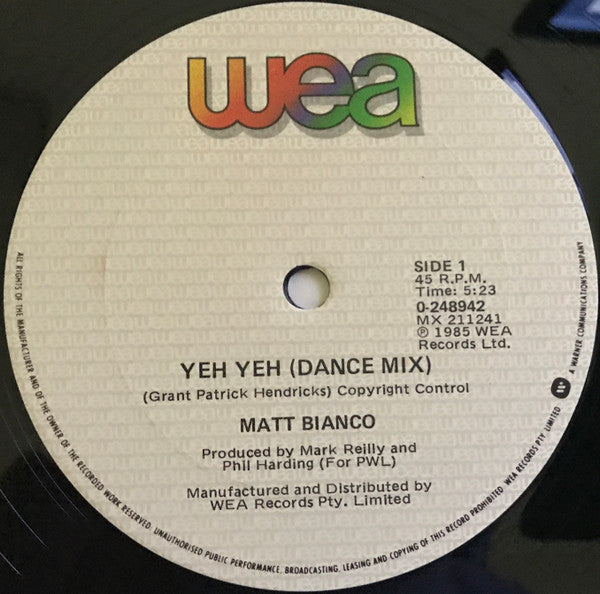 wea
SIDE 1
45 R.P.M.
Time: 5:23
0-248942
MX 211241
℗ 1985 WEA
Records Ltd.
YEH YEH (DANCE MIX)
(Grant Patrick Hendricks) Copyright Control
MATT BIANCO
Produced by Mark Reilly and
Phil Harding (For PWL)
Manufactured and Distributed by
WEA Records Pty. Limited
ALL RIGHTS OF THE MANUFACTURER AND OF THE OWNER OF THE RECORDED WORK RESERVED. UNAUTHORISED PUBLIC PERFORMANCE, BROADCASTING, LEASING AND COPYING OF THIS RECORD PROHIBITED. WEA RECORDS PTY. LIMITED
A WARNER COMMUNICATIONS COMPANY